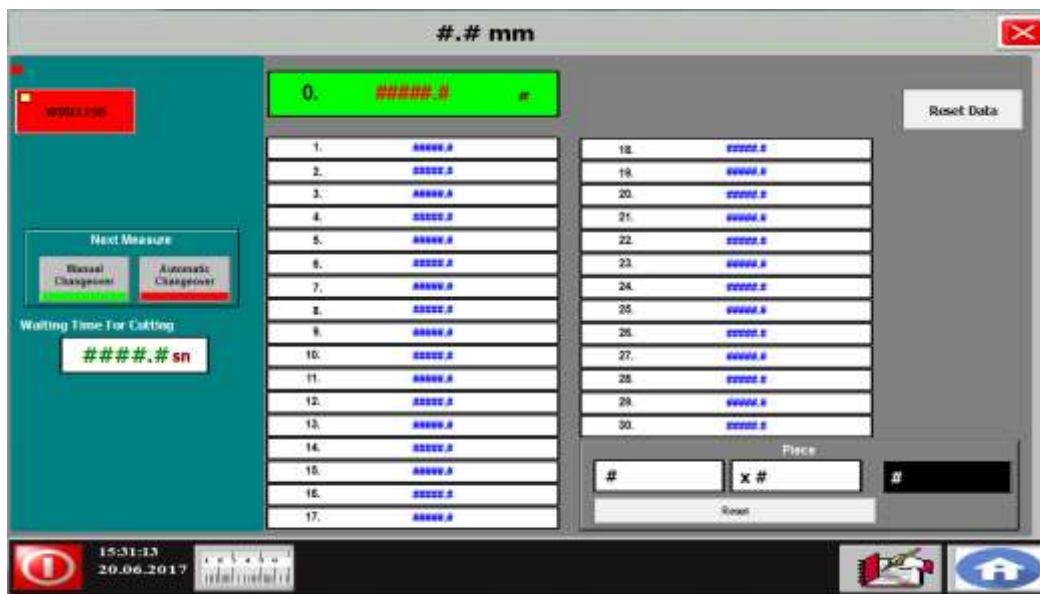 #.# mm
0. #####.# #
Reset Data
1. #####.#
2. #####.#
3. #####.#
4. #####.#
5. #####.#
6. #####.#
7. #####.#
8. #####.#
9. #####.#
10. #####.#
11. #####.#
12. #####.#
13. #####.#
14. #####.#
15. #####.#
16. #####.#
17. #####.#
18. #####.#
19. #####.#
20. #####.#
21. #####.#
22. #####.#
23. #####.#
24. #####.#
25. #####.#
26. #####.#
27. #####.#
28. #####.#
29. #####.#
30. #####.#
Next Measure
Manual
Changeover
Automatic
Changeover
Waiting Time For Cutting
####.# sn
Piece
# x # #
Reset
15:31:13
20.06.2017